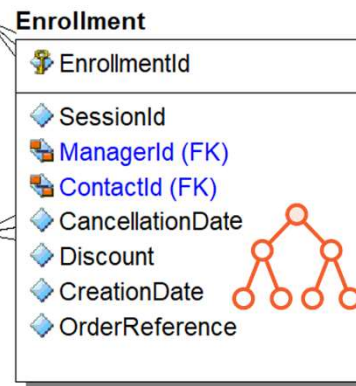 Enrollment
EnrollmentId
SessionId
ManagerId (FK)
ContactId (FK)
CancellationDate
Discount
CreationDate
OrderReference